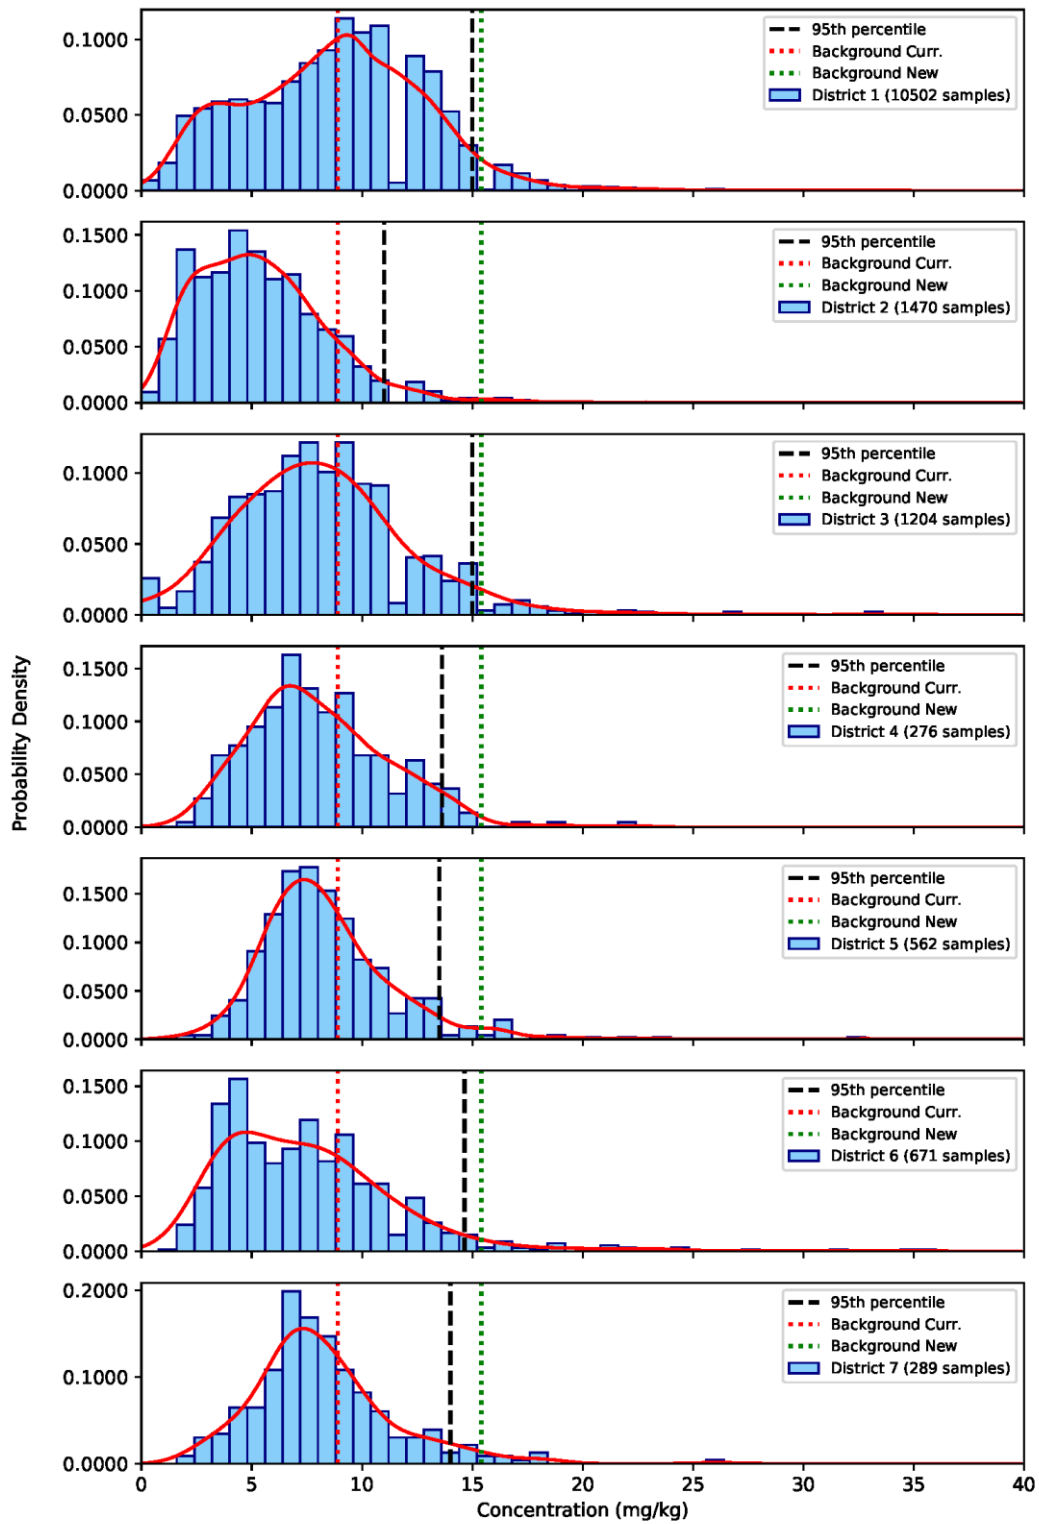 0.1000
0.0500
0.0000
95th percentile
Background Curr.
Background New
District 1 (10502 samples)
0.1500
0.1000
0.0500
0.0000
95th percentile
Background Curr.
Background New
District 2 (1470 samples)
0.1000
0.0500
0.0000
95th percentile
Background Curr.
Background New
District 3 (1204 samples)
Probability Density
0.1500
0.1000
0.0500
0.0000
95th percentile
Background Curr.
Background New
District 4 (276 samples)
0.1500
0.1000
0.0500
0.0000
95th percentile
Background Curr.
Background New
District 5 (562 samples)
0.1500
0.1000
0.0500
0.0000
95th percentile
Background Curr.
Background New
District 6 (671 samples)
0.2000
0.1000
0.0000
95th percentile
Background Curr.
Background New
District 7 (289 samples)
0 5 10 15 20 25 30 35 40
Concentration (mg/kg)